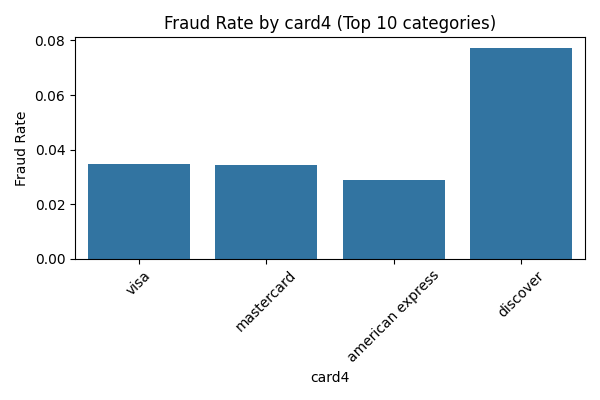 Fraud Rate by card4 (Top 10 categories)
0.08
0.06
0.04
0.02
0.00
Fraud Rate
visa
mastercard
american express
discover
card4